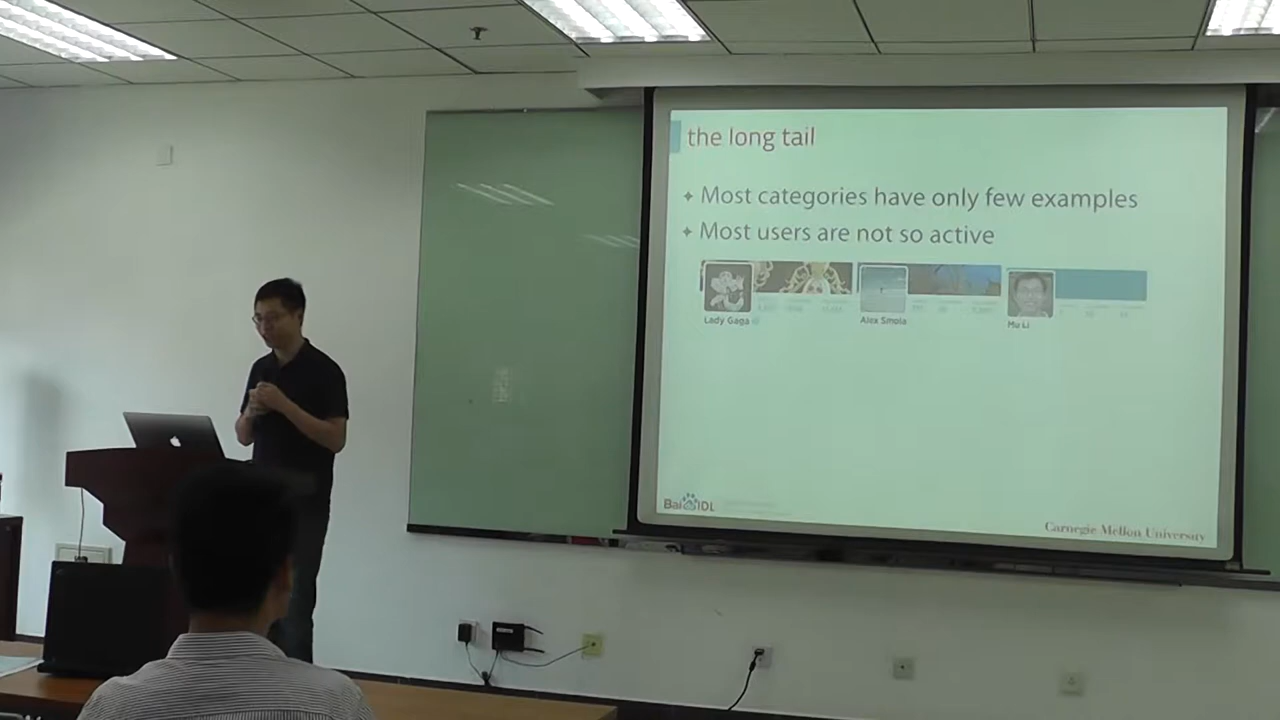 the long tail
Most categories have only few examples
Most users are not so active
Lady Gaga
Alex Smola
Mu Li
Bai IDL
Carnegie Mellon University